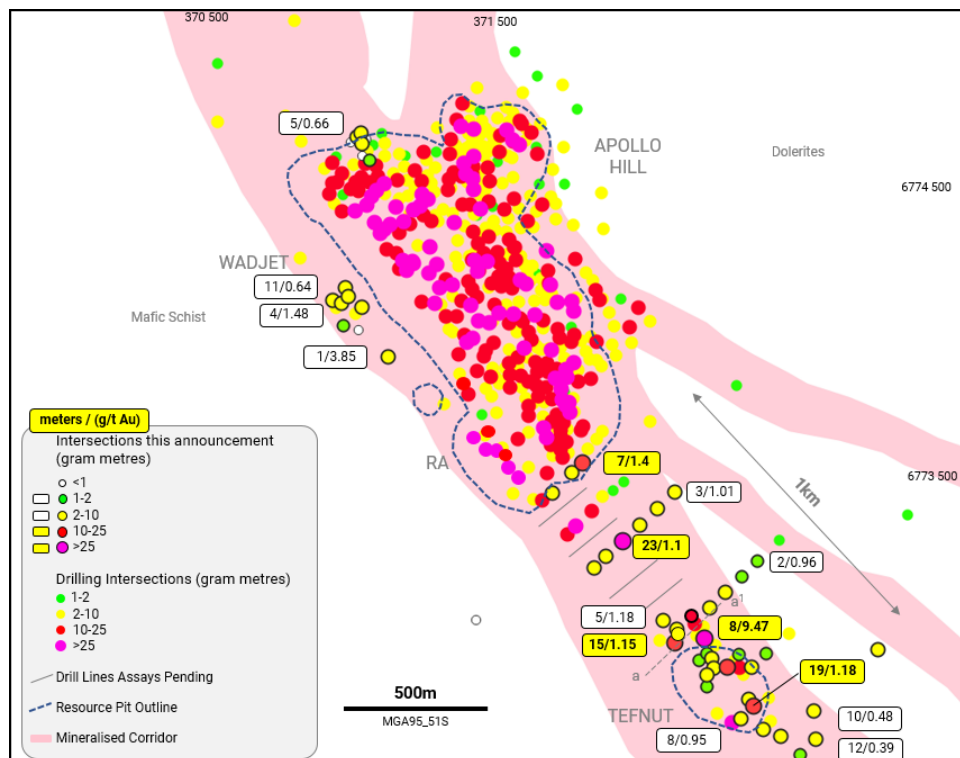 370 500
371 500
5/0.66
APOLLO
HILL
Dolerites
6774 500
WADJET
11/0.64
Mafic Schist
4/1.48
1/3.85
meters / (g/t Au)
Intersections this announcement
(gram metres)
<1
1-2
2-10
10-25
>25
Drilling Intersections (gram metres)
1-2
2-10
10-25
>25
Drill Lines Assays Pending
Resource Pit Outline
Mineralised Corridor
RA
7/1.4
6773 500
3/1.01
1km
23/1.1
2/0.96
a1
5/1.18
8/9.47
15/1.15
a
19/1.18
500m
MGA95_51S
TEFNUT
10/0.48
8/0.95
12/0.39